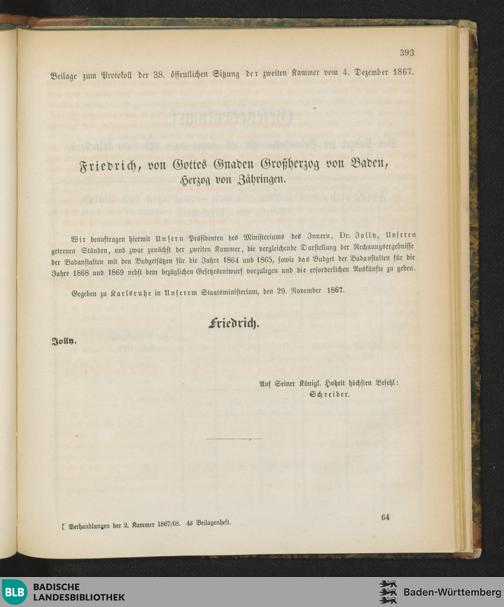 393
Beilage zum Protokoll der 38. öffentlichen Sitzung der zweiten Kammer vom 4. Dezember 1867.
Friedrich, von Gottes Gnaden Großherzog von Baden,
Herzog von Zähringen.
Wir beauftragen hiermit Unsern Präsidenten des Ministeriums des Innern, Dr. Jolly, Unseren
getreuen Ständen, und zwar zunächst der zweiten Kammer, die vergleichende Darstellung der Rechnungsergebnisse
der Badanstalten mit den Budgetsätzen für die Jahre 1864 und 1865, sowie das Budget der Badanstalten für die
Jahre 1868 und 1869 nebst dem bezüglichen Gesetzesentwurf vorzulegen und die erforderlichen Auskünfte zu geben.
Gegeben zu Karlsruhe in Unserem Staatsministerium, den 29. November 1867.
Friedrich.
Jolly.
Auf Seiner Königl. Hoheit höchsten Befehl:
Schreiber.
Verhandlungen der 2. Kammer 1867/68. 4s Beilagenheft.
64
BLB BADISCHE
LANDESBIBLIOTHEK
Baden-Württemberg